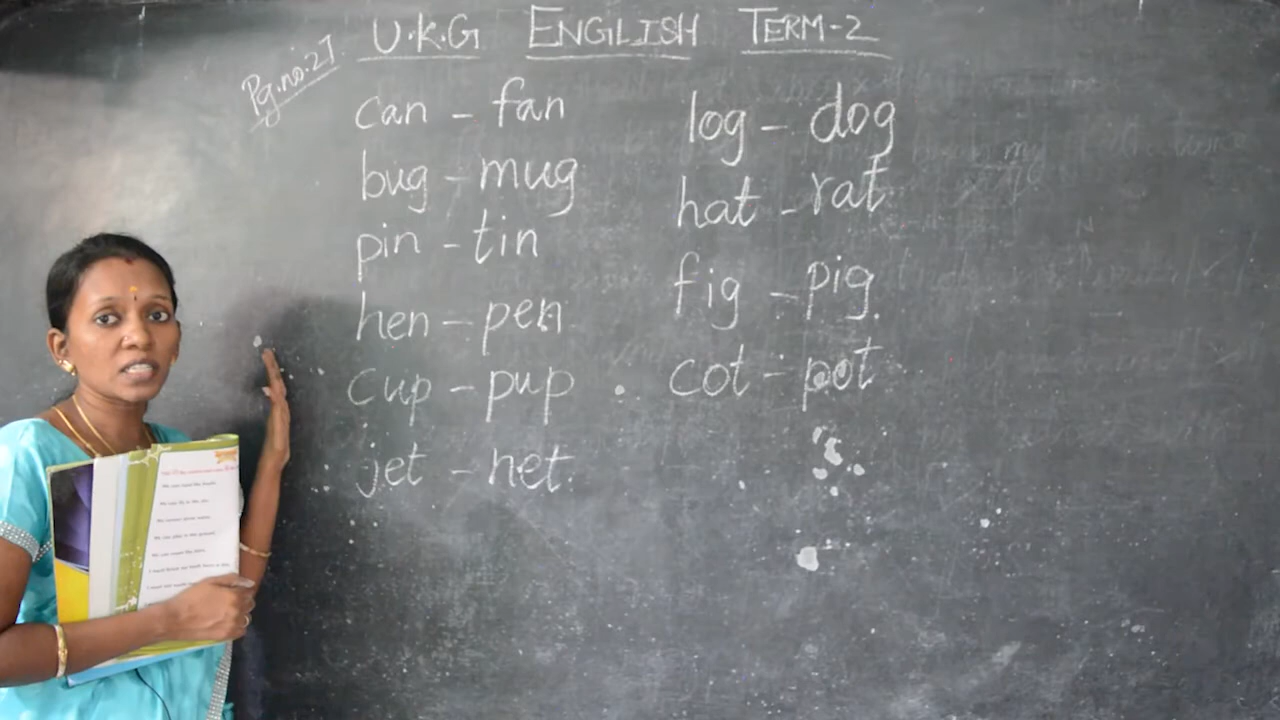 Pg.no:27
U.K.G ENGLISH TERM-2
can - fan
bug - mug
pin - tin
hen - pen
cup - pup
jet - net.
log - dog
hat - rat
fig - pig.
cot - pot